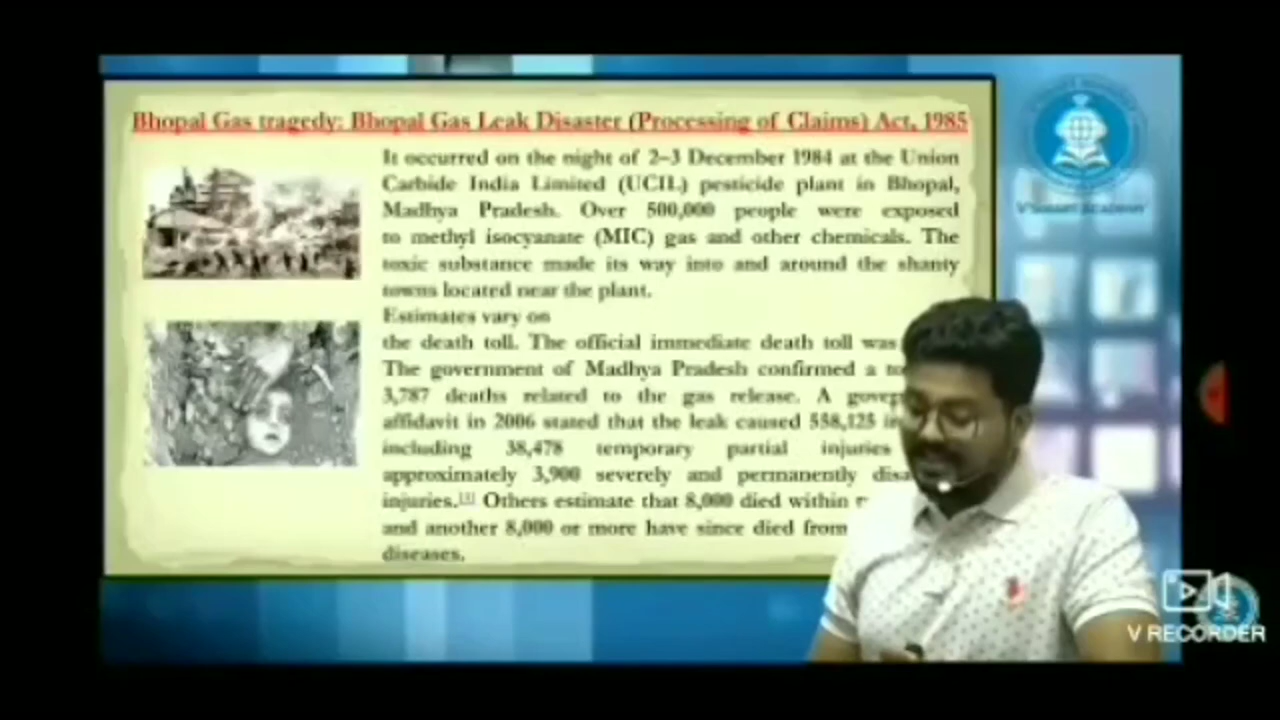 Bhopal Gas tragedy: Bhopal Gas Leak Disaster (Processing of Claims) Act, 1985
It occurred on the night of 2–3 December 1984 at the Union
Carbide India Limited (UCIL) pesticide plant in Bhopal,
Madhya Pradesh. Over 500,000 people were exposed
to methyl isocyanate (MIC) gas and other chemicals. The
toxic substance made its way into and around the shanty
towns located near the plant.
Estimates vary on
the death toll. The official immediate death toll was
The government of Madhya Pradesh confirmed a
3,787 deaths related to the gas release. A
affidavit in 2006 stated that the leak caused 558,125
including 38,478 temporary partial injuries
approximately 3,900 severely and permanently
injuries.[1] Others estimate that 8,000 died within
and another 8,000 or more have since died from
diseases.
V RECORDER